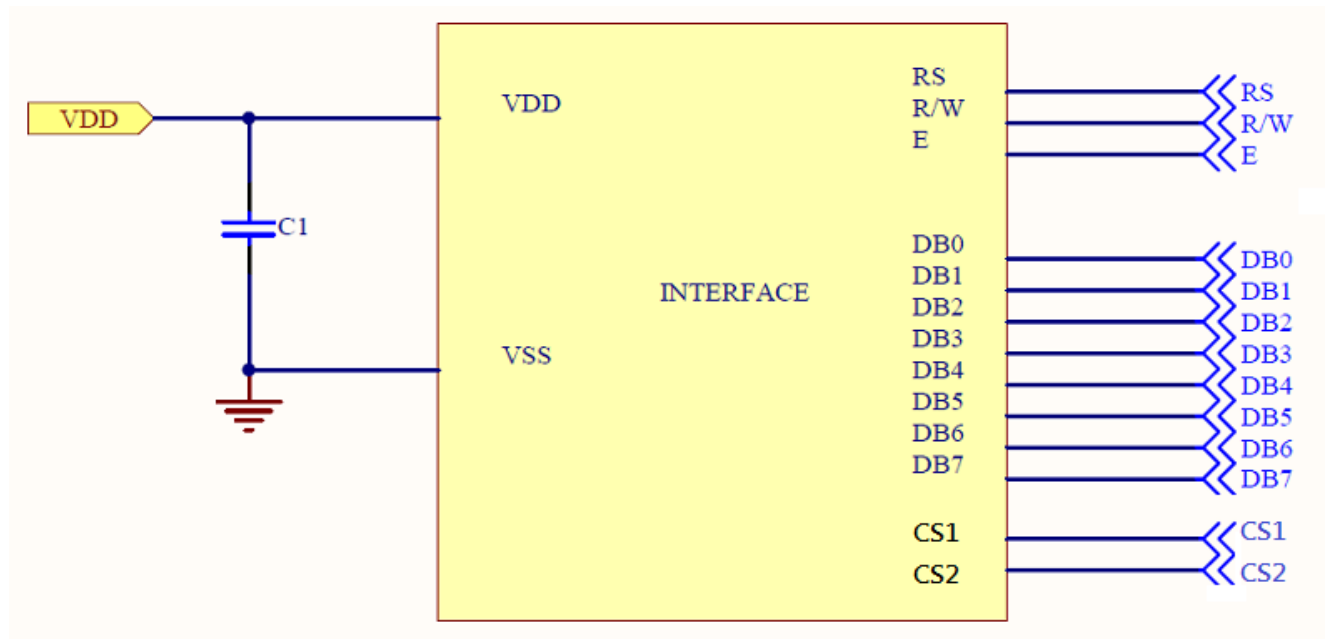 VDD
C1
VDD
VSS
INTERFACE
RS
R/W
E
DB0
DB1
DB2
DB3
DB4
DB5
DB6
DB7
CS1
CS2
RS
R/W
E
DB0
DB1
DB2
DB3
DB4
DB5
DB6
DB7
CS1
CS2